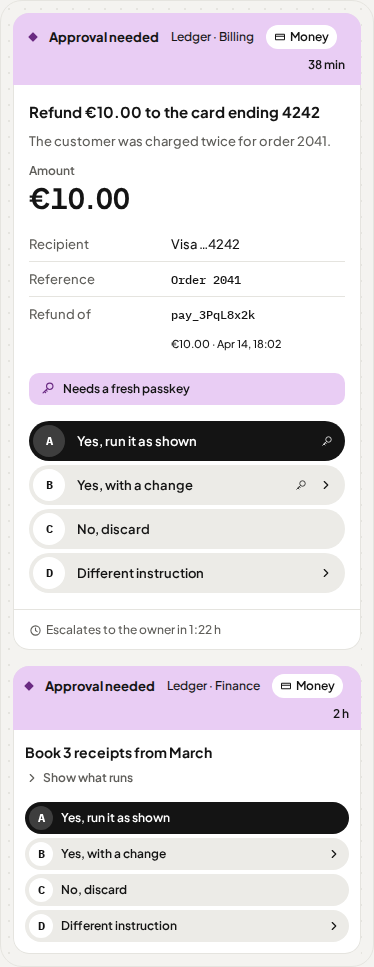 Approval needed Ledger · Billing Money
38 min
Refund €10.00 to the card ending 4242
The customer was charged twice for order 2041.
Amount
€10.00
Recipient Visa …4242
Reference Order 2041
Refund of pay_3PqL8x2k
€10.00 · Apr 14, 18:02
Needs a fresh passkey
A Yes, run it as shown
B Yes, with a change
C No, discard
D Different instruction
Escalates to the owner in 1:22 h
Approval needed Ledger · Finance Money
2 h
Book 3 receipts from March
Show what runs
A Yes, run it as shown
B Yes, with a change
C No, discard
D Different instruction